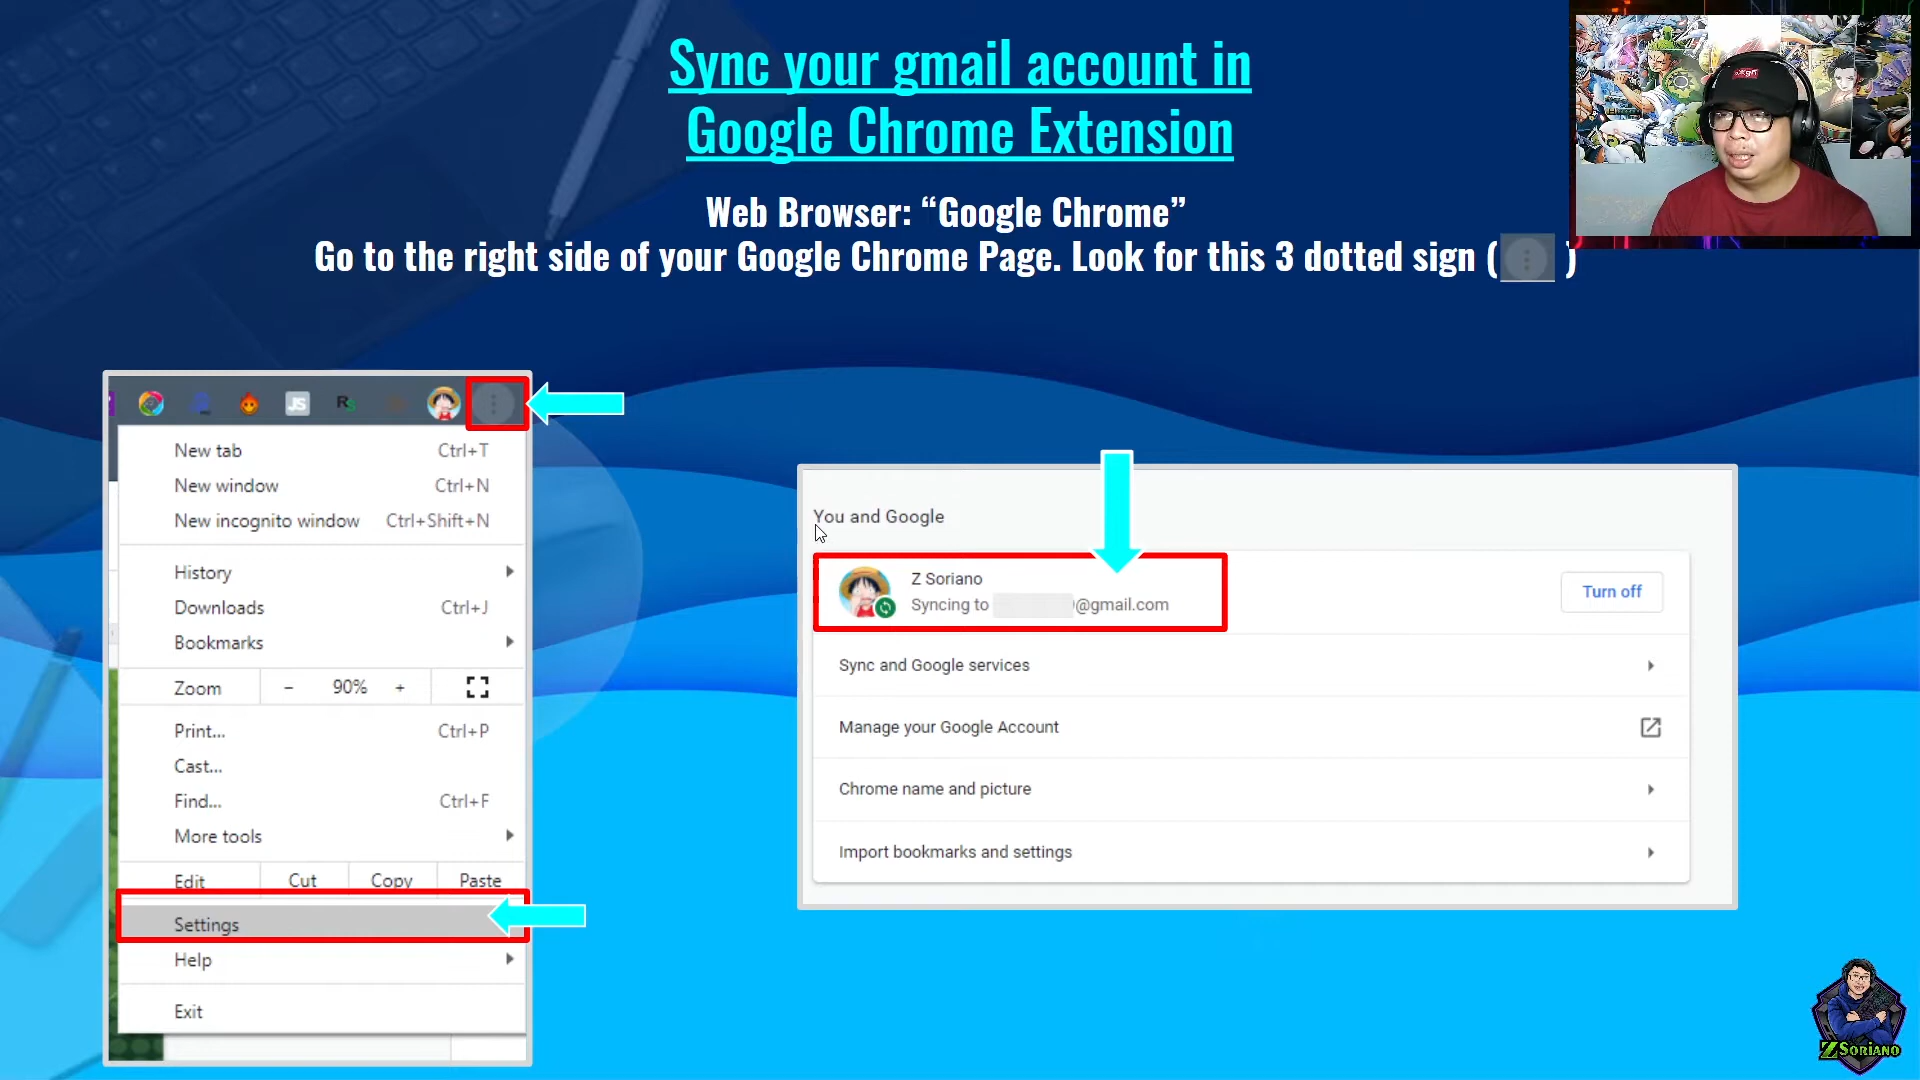 Sync your gmail account in
Google Chrome Extension
Web Browser: “Google Chrome”
Go to the right side of your Google Chrome Page. Look for this 3 dotted sign ( )
JS
New tab Ctrl+T
New window Ctrl+N
New incognito window Ctrl+Shift+N
History
Downloads Ctrl+J
Bookmarks
Zoom − 90% +
Print... Ctrl+P
Cast...
Find... Ctrl+F
More tools
Edit Cut Copy Paste
Settings
Help
Exit
You and Google
Z Soriano
Syncing to @gmail.com
Turn off
Sync and Google services
Manage your Google Account
Chrome name and picture
Import bookmarks and settings
ZSoriano